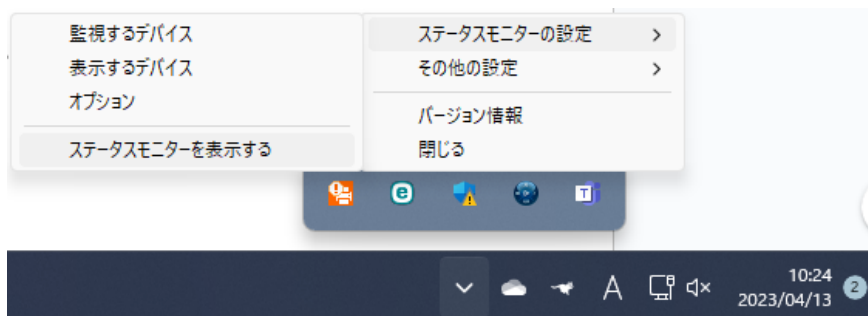 監視するデバイス
表示するデバイス
オプション
ステータスモニターを表示する
ステータスモニターの設定
その他の設定
バージョン情報
閉じる
A
10:24
2023/04/13
2